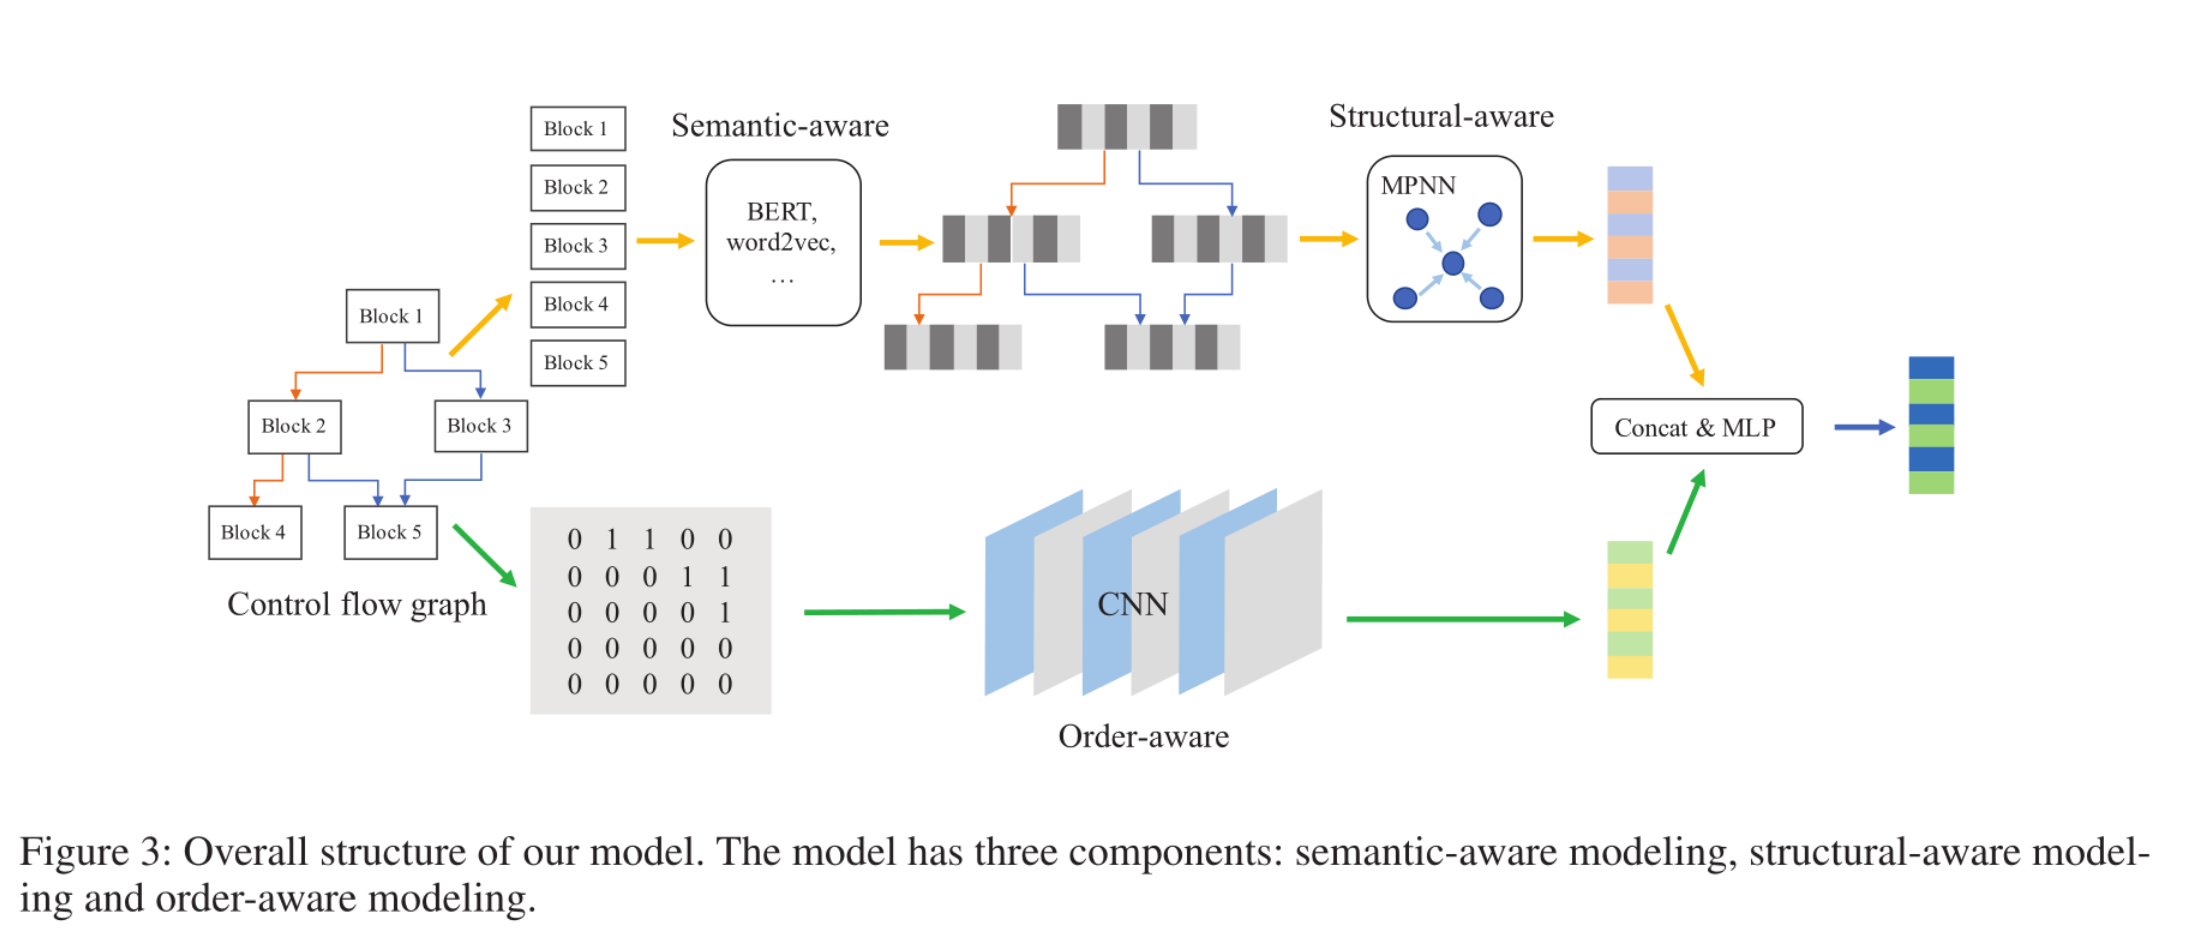 Block 1
Block 2
Block 3
Block 4
Block 5
Semantic-aware
BERT,
word2vec,
...
Structural-aware
MPNN
Block 1
Block 2
Block 3
Block 4
Block 5
Control flow graph
0 1 1 0 0
0 0 0 1 1
0 0 0 0 1
0 0 0 0 0
0 0 0 0 0
CNN
Order-aware
Concat & MLP
Figure 3: Overall structure of our model. The model has three components: semantic-aware modeling, structural-aware model-
ing and order-aware modeling.